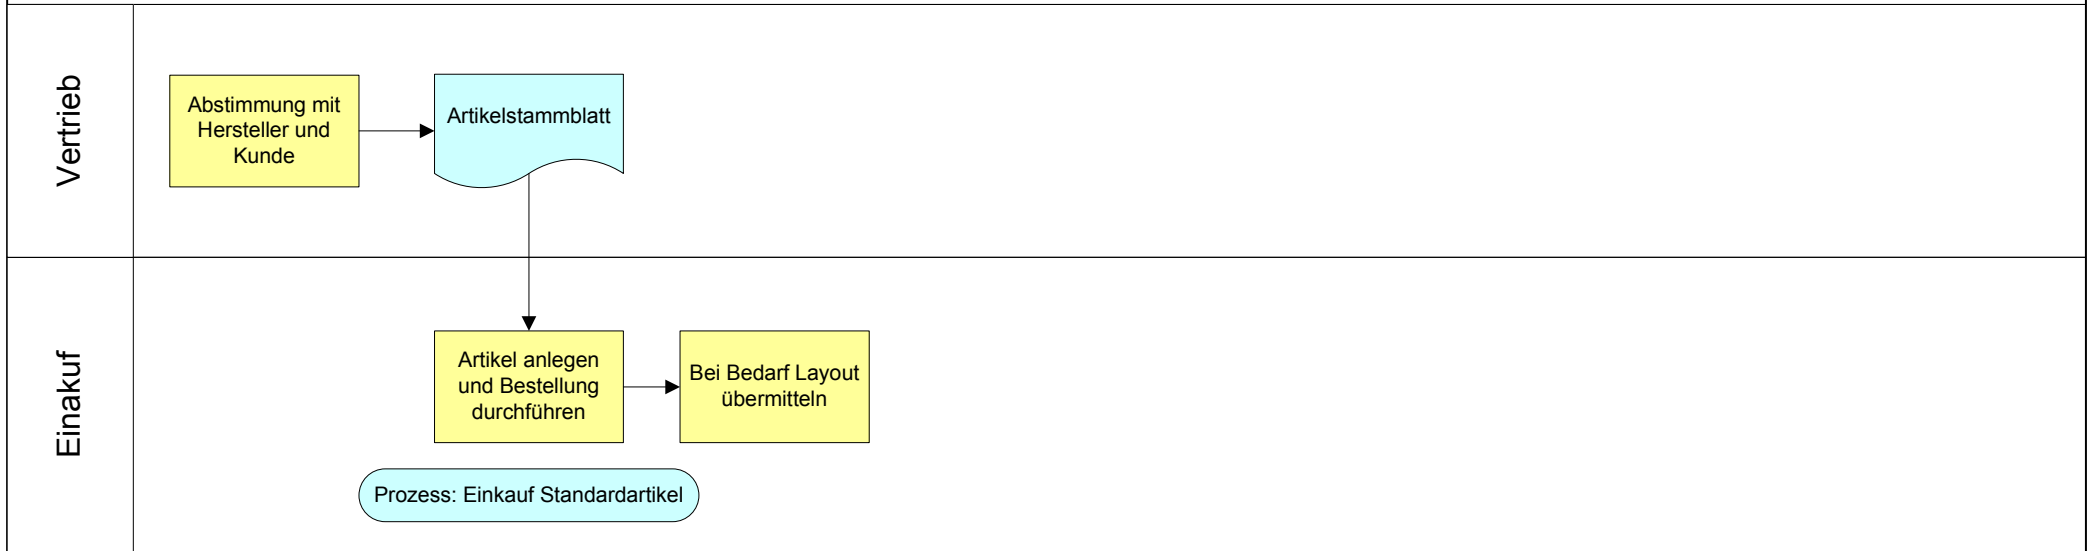 Vertrieb
Abstimmung mit
Hersteller und
Kunde
Artikelstammblatt
Einakuf
Artikel anlegen
und Bestellung
durchführen
Bei Bedarf Layout
übermitteln
Prozess: Einkauf Standardartikel